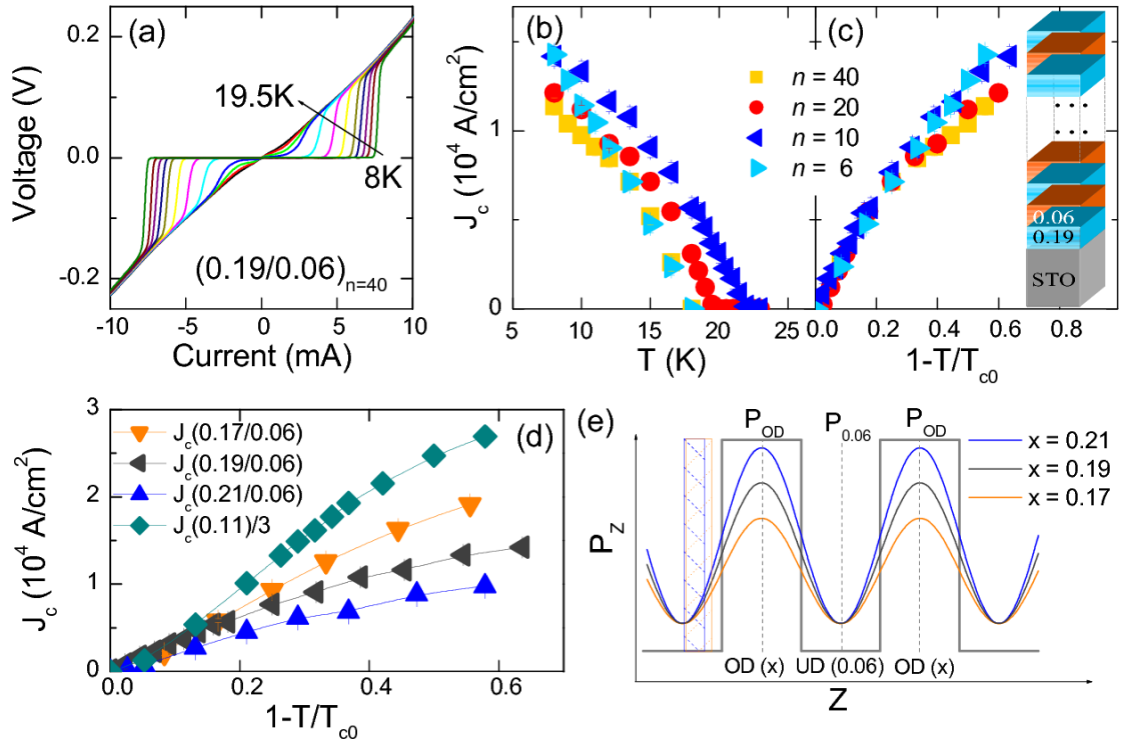 (a)
Voltage (V)
0.2
0.0
-0.2
19.5K
8K
(0.19/0.06)n=40
-10
-5
0
5
10
Current (mA)
(b)
J_c (10^4 A/cm^2)
1
0
n = 40
n = 20
n = 10
n = 6
5
10
15
20
25
T (K)
(c)
0.06
0.19
STO
0.0
0.2
0.4
0.6
0.8
1-T/T_c0
(d)
J_c (10^4 A/cm^2)
3
2
1
0
J_c(0.17/0.06)
J_c(0.19/0.06)
J_c(0.21/0.06)
J_c(0.11)/3
0.0
0.2
0.4
0.6
1-T/T_c0
(e)
P_OD
P_0.06
P_OD
x = 0.21
x = 0.19
x = 0.17
P_Z
OD (x)
UD (0.06)
OD (x)
Z